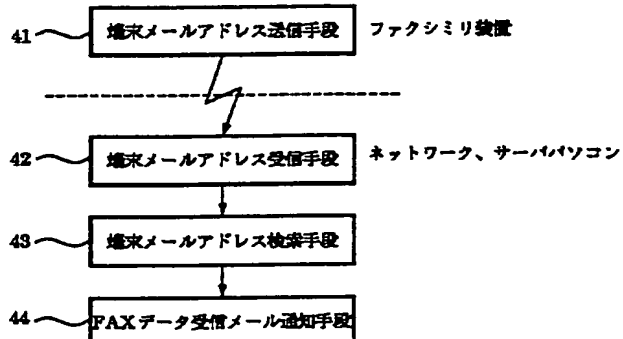 41 端末メールアドレス送信手段 ファクシミリ装置
42 端末メールアドレス受信手段 ネットワーク、サーバパソコン
43 端末メールアドレス検索手段
44 FAXデータ受信メール通知手段